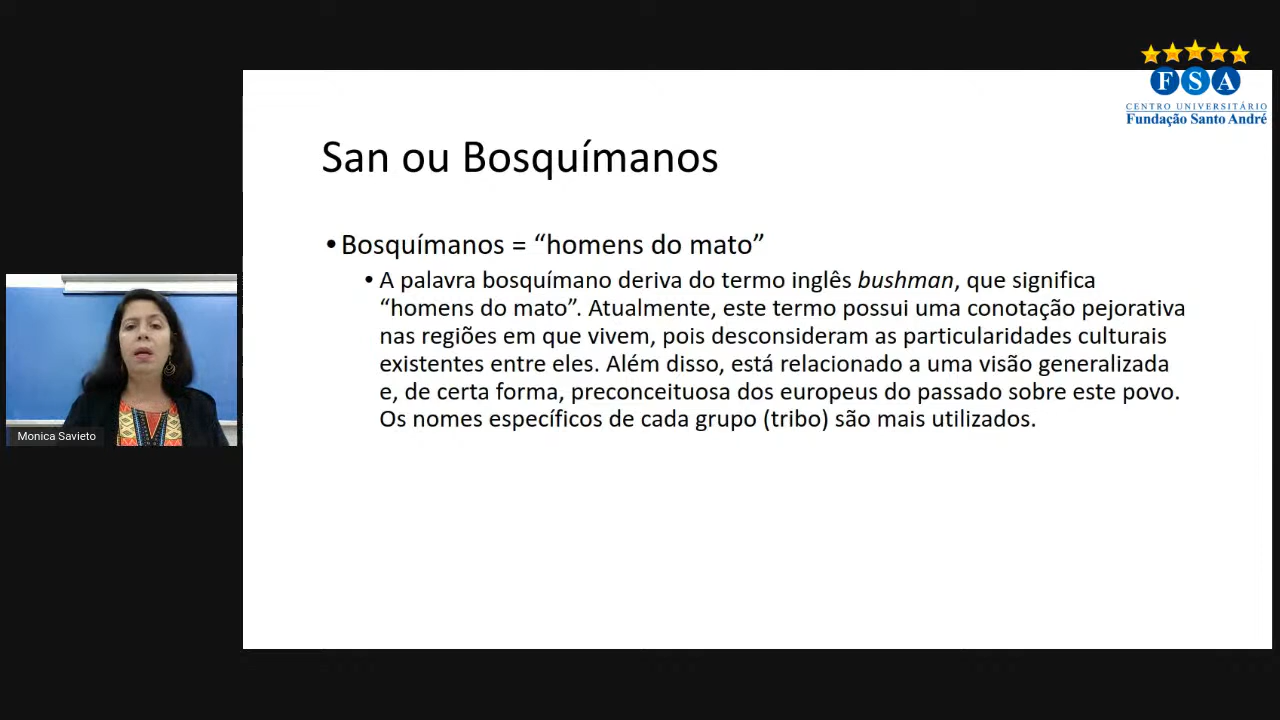 F S A
CENTRO UNIVERSITÁRIO
Fundação Santo André
San ou Bosquímanos
•Bosquímanos = “homens do mato”
• A palavra bosquímano deriva do termo inglês bushman, que significa
“homens do mato”. Atualmente, este termo possui uma conotação pejorativa
nas regiões em que vivem, pois desconsideram as particularidades culturais
existentes entre eles. Além disso, está relacionado a uma visão generalizada
e, de certa forma, preconceituosa dos europeus do passado sobre este povo.
Os nomes específicos de cada grupo (tribo) são mais utilizados.
Monica Savieto